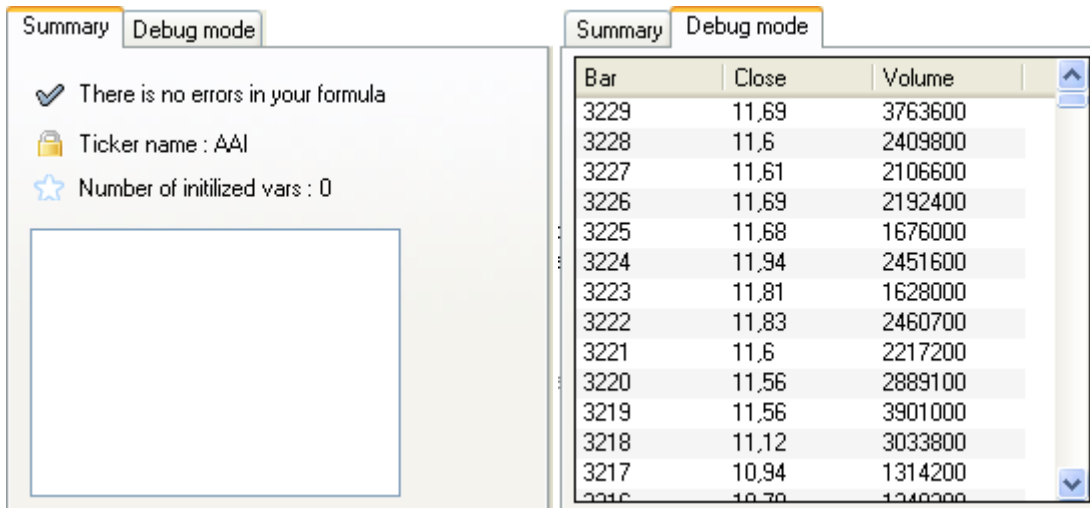 Summary Debug mode
There is no errors in your formula
Ticker name : AAI
Number of initilized vars : 0
Summary Debug mode
Bar Close Volume
3229 11,69 3763600
3228 11,6 2409800
3227 11,61 2106600
3226 11,69 2192400
3225 11,68 1676000
3224 11,94 2451600
3223 11,81 1628000
3222 11,83 2460700
3221 11,6 2217200
3220 11,56 2889100
3219 11,56 3901000
3218 11,12 3033800
3217 10,94 1314200